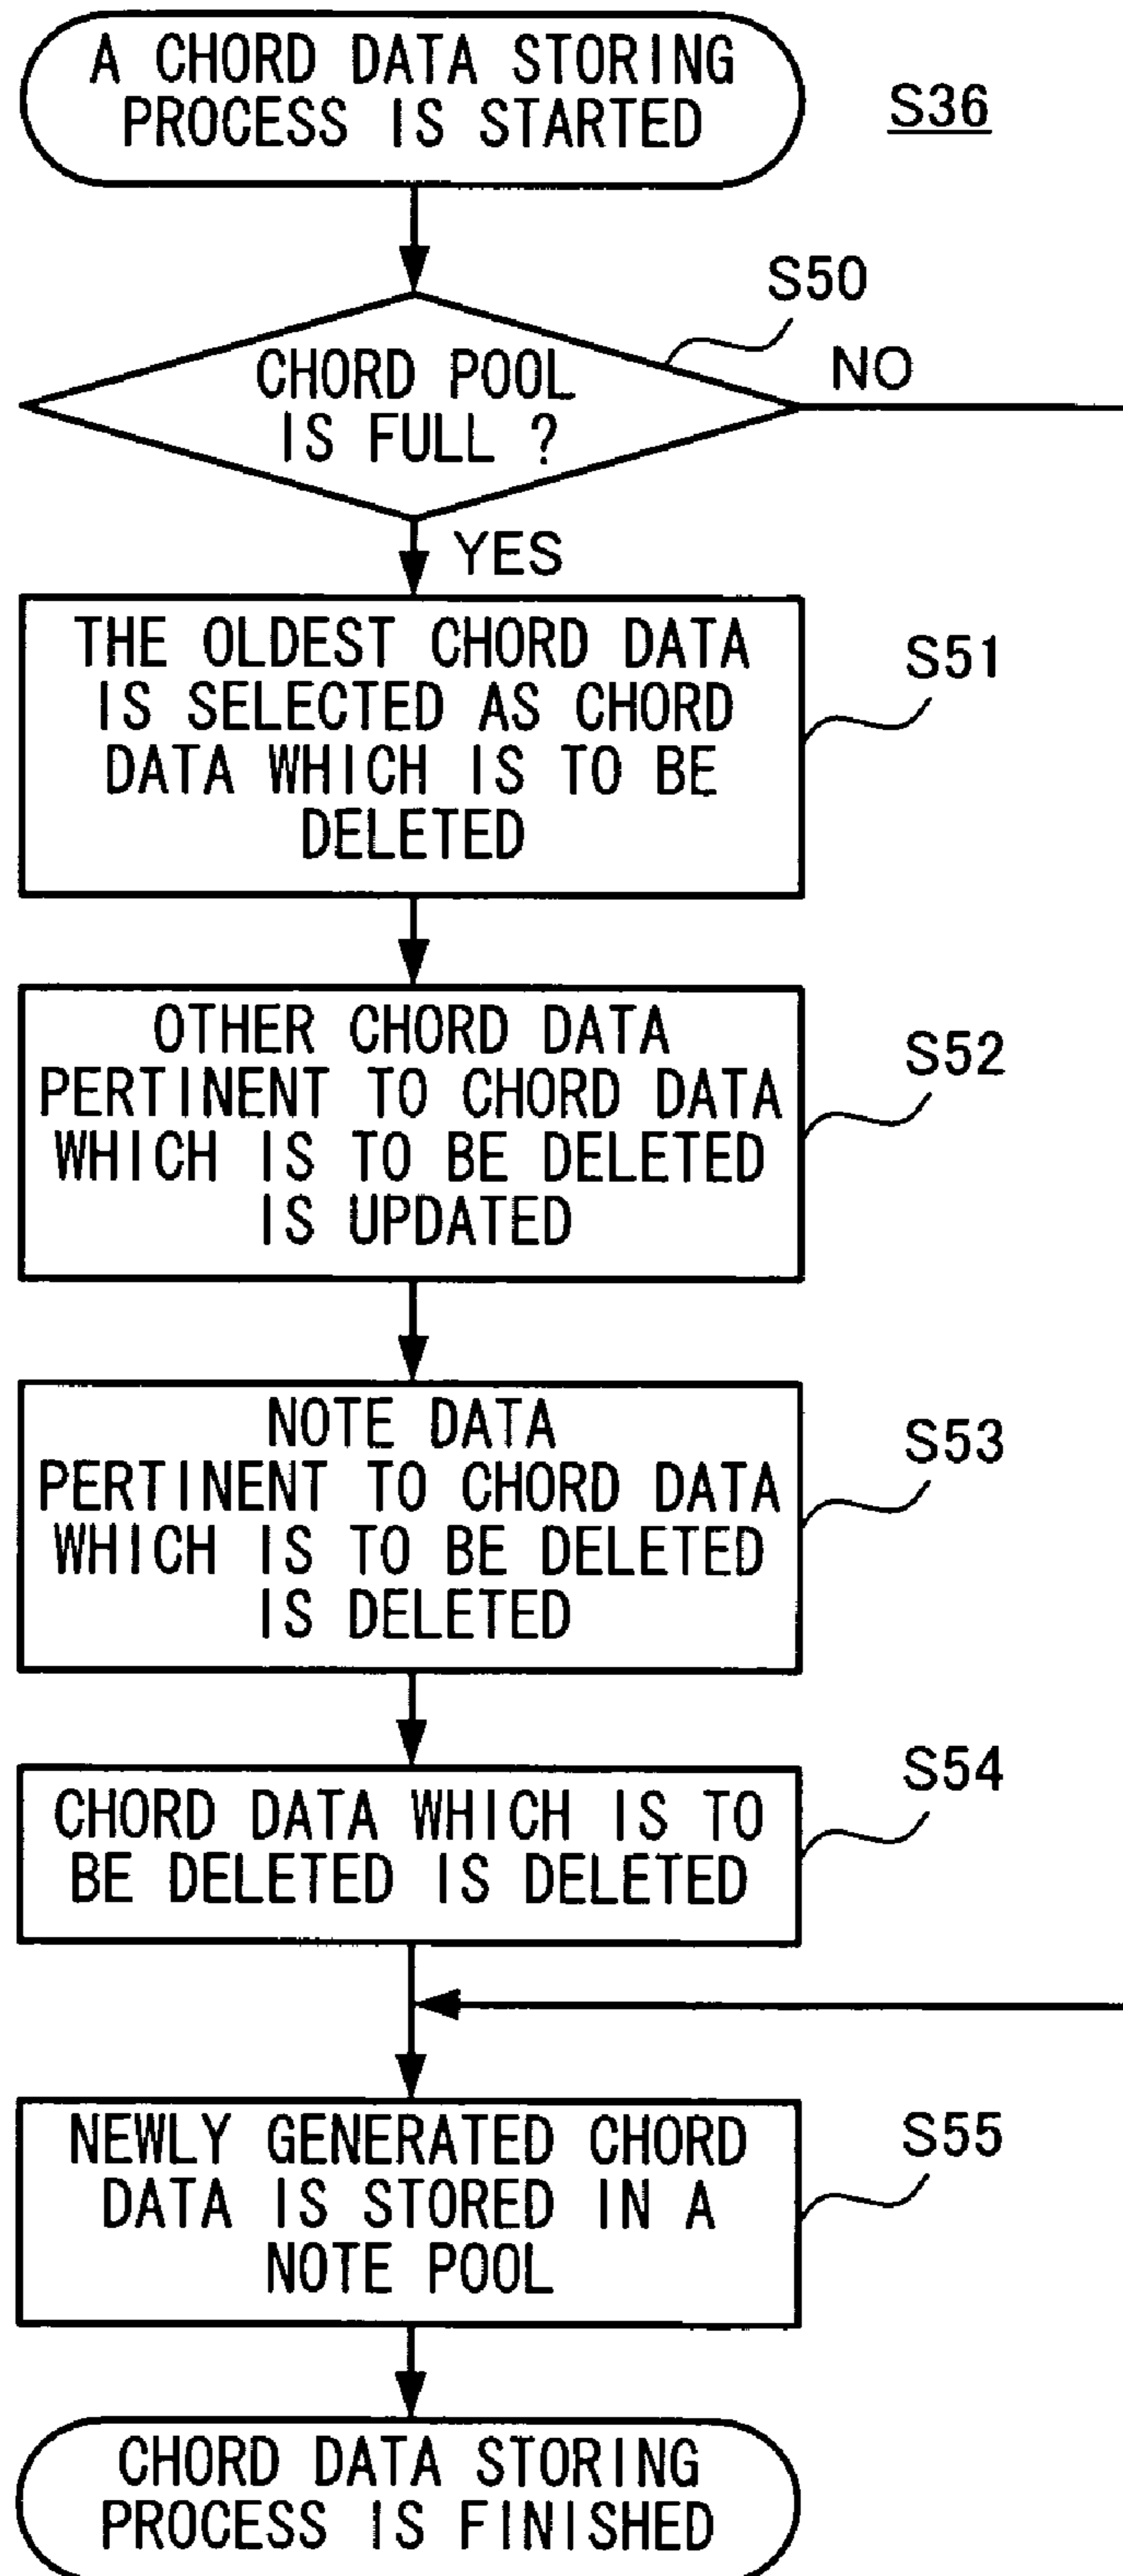 A CHORD DATA STORING
PROCESS IS STARTED
S36
S50
CHORD POOL
IS FULL ?
NO
YES
THE OLDEST CHORD DATA
IS SELECTED AS CHORD
DATA WHICH IS TO BE
DELETED
S51
OTHER CHORD DATA
PERTINENT TO CHORD DATA
WHICH IS TO BE DELETED
IS UPDATED
S52
NOTE DATA
PERTINENT TO CHORD DATA
WHICH IS TO BE DELETED
IS DELETED
S53
CHORD DATA WHICH IS TO
BE DELETED IS DELETED
S54
NEWLY GENERATED CHORD
DATA IS STORED IN A
NOTE POOL
S55
CHORD DATA STORING
PROCESS IS FINISHED